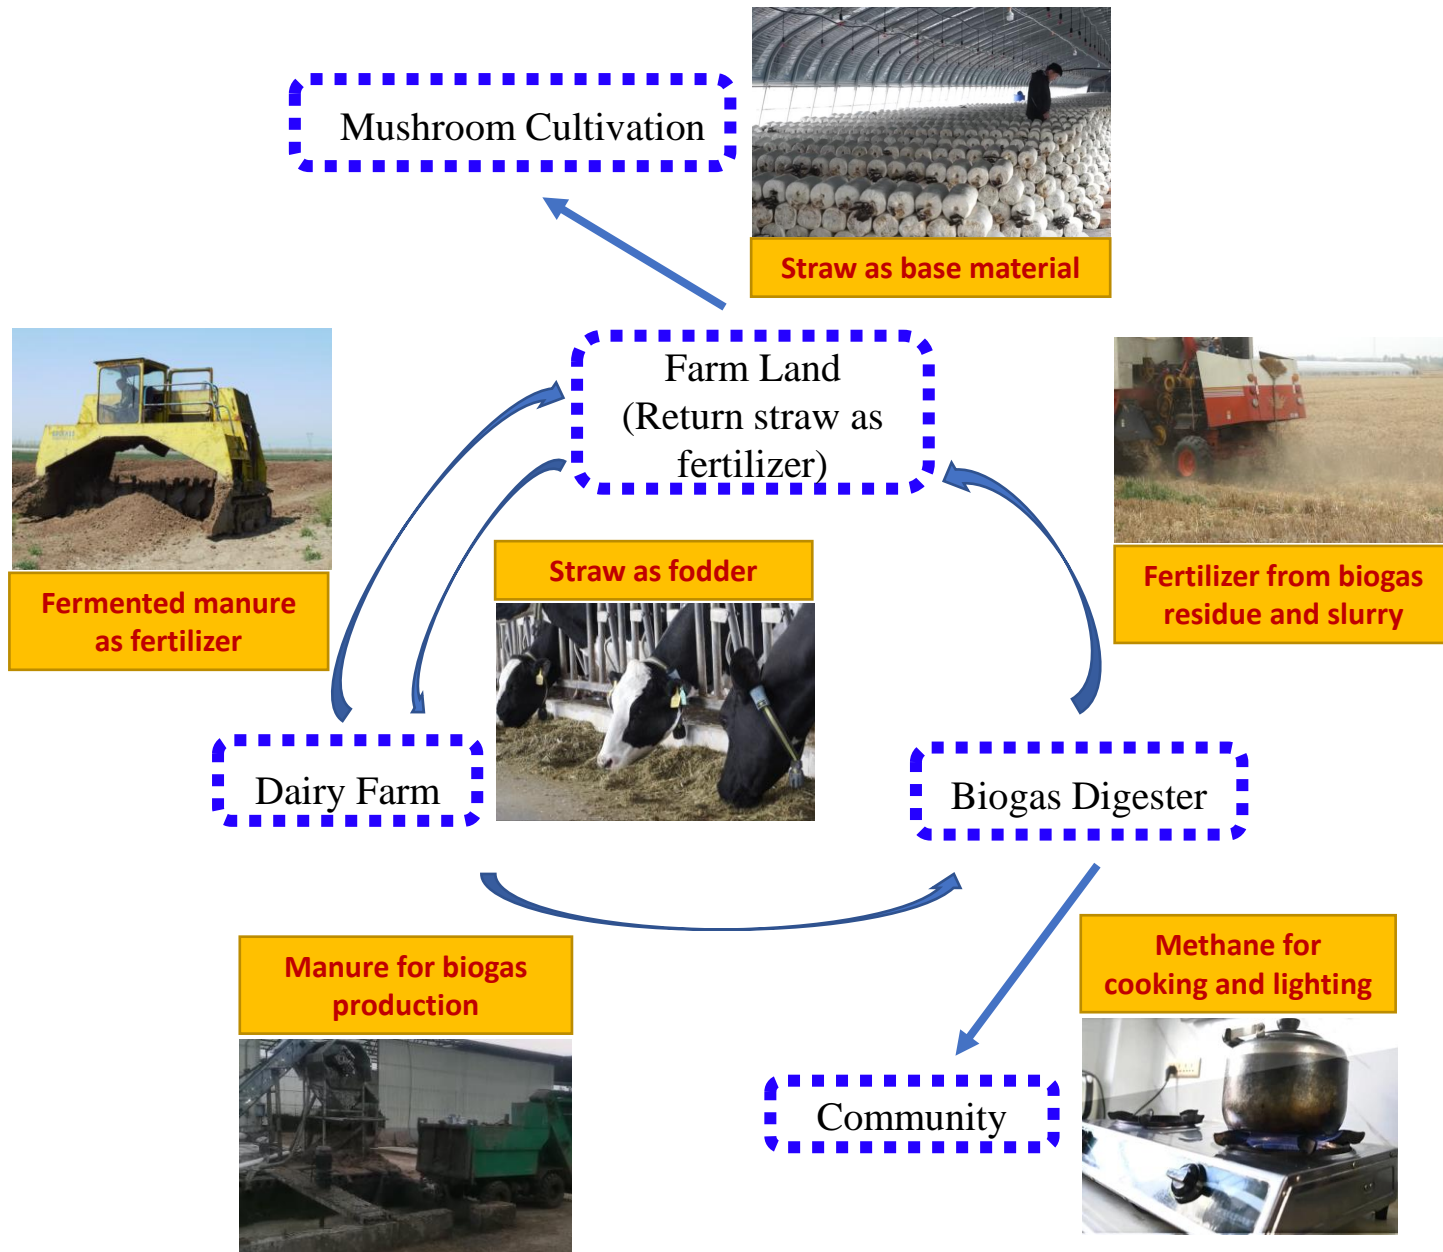 Mushroom Cultivation
Straw as base material
Farm Land
(Return straw as
fertilizer)
Fermented manure
as fertilizer
Straw as fodder
Fertilizer from biogas
residue and slurry
Dairy Farm
Biogas Digester
Manure for biogas
production
Methane for
cooking and lighting
Community